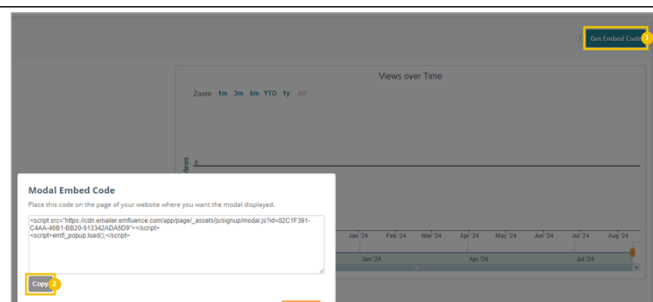 Get Embed Code
1
Views over Time
Zoom 1m 3m 6m YTD 1y All
Views
Modal Embed Code
Place this code on the page of your website where you want the modal displayed.
<script src="https://cdn.emailer.emfluence.com/app/page/_assets/js/signup/modal.js?id=02C1F391-
C4AA-46B1-BB20-513342ADA5D9"></script>
<script>emfl_popup.load();</script>
Copy
2
Jan '24 Feb '24 Mar '24 Apr '24 May '24 Jun '24 Jul '24 Aug '24
Jan '24 Apr '24 Jul '24